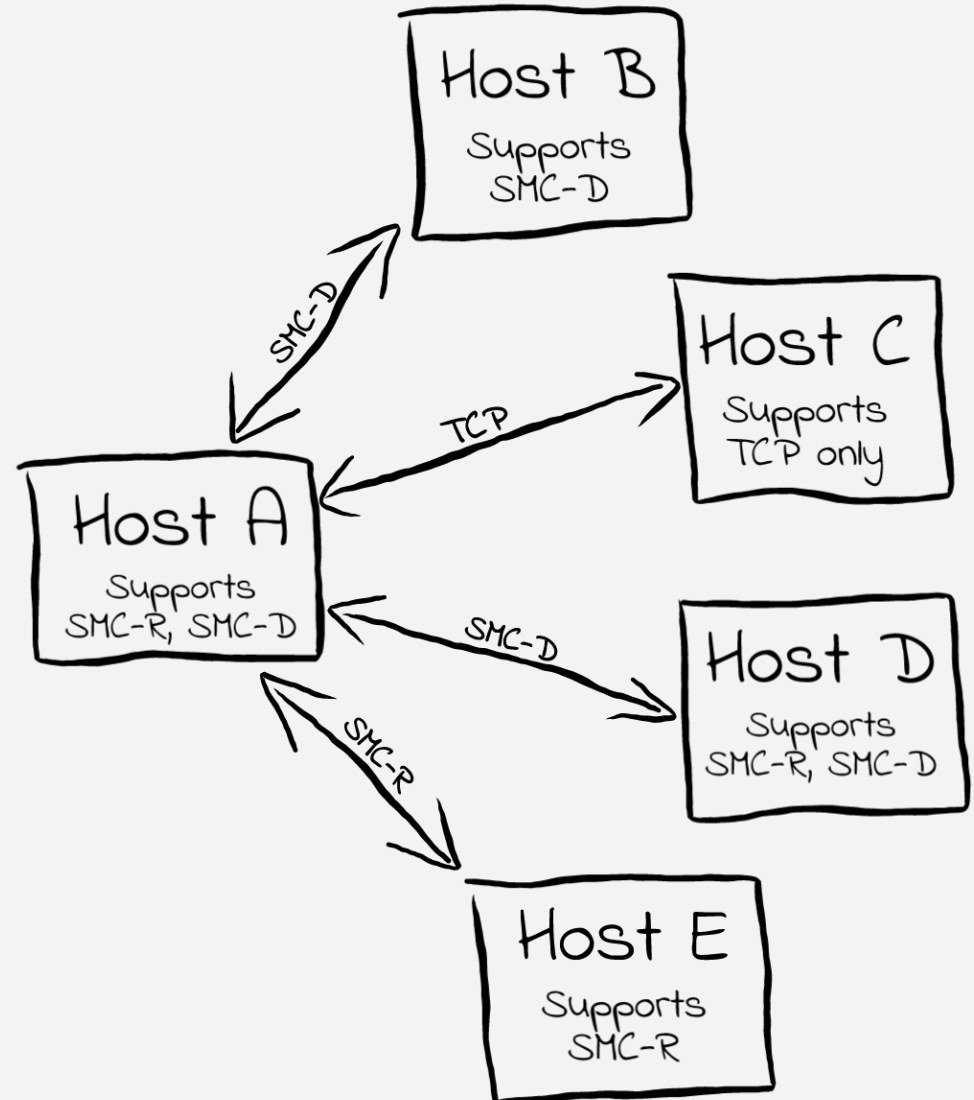 Host B
Supports
SMC-D
SMC-D
Host C
Supports
TCP only
TCP
Host A
Supports
SMC-R, SMC-D
SMC-D
Host D
Supports
SMC-R, SMC-D
SMC-R
Host E
Supports
SMC-R